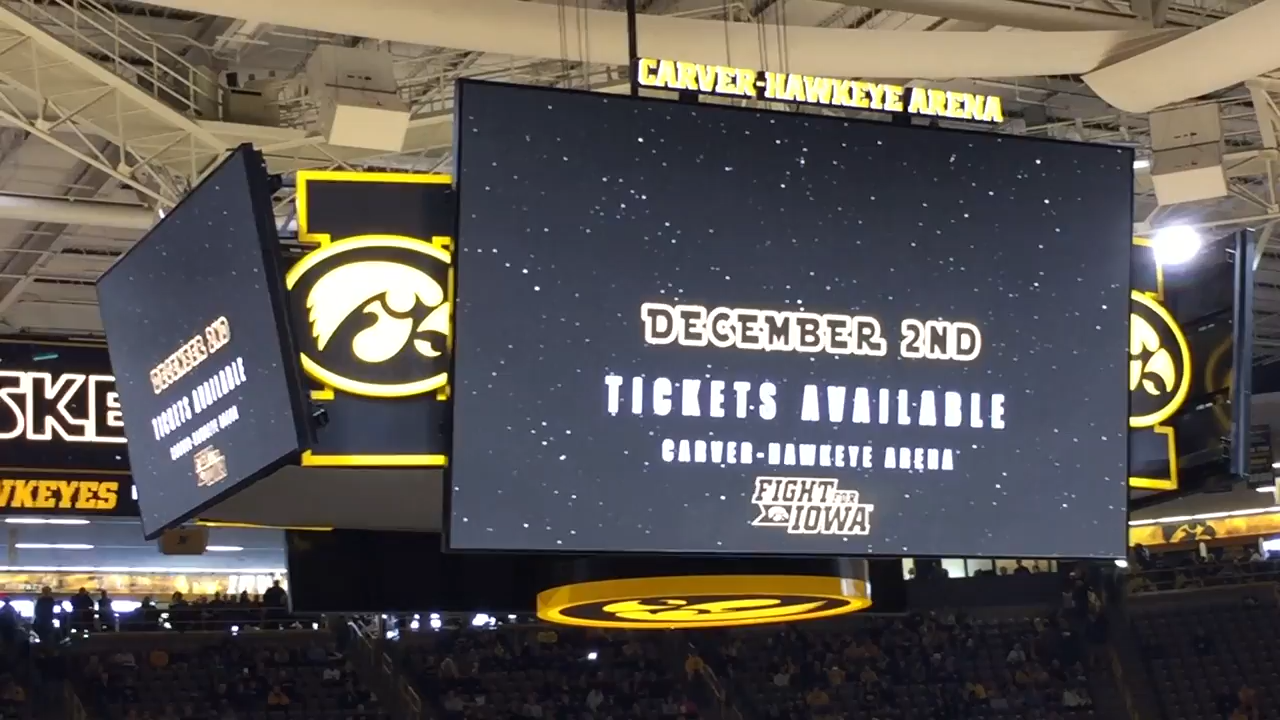 CARVER-HAWKEYE ARENA
DECEMBER 2ND
TICKETS AVAILABLE
CARVER-HAWKEYE ARENA
FIGHT FOR
IOWA
DECEMBER 2ND
TICKETS AVAILABLE
SKE
WKEYES